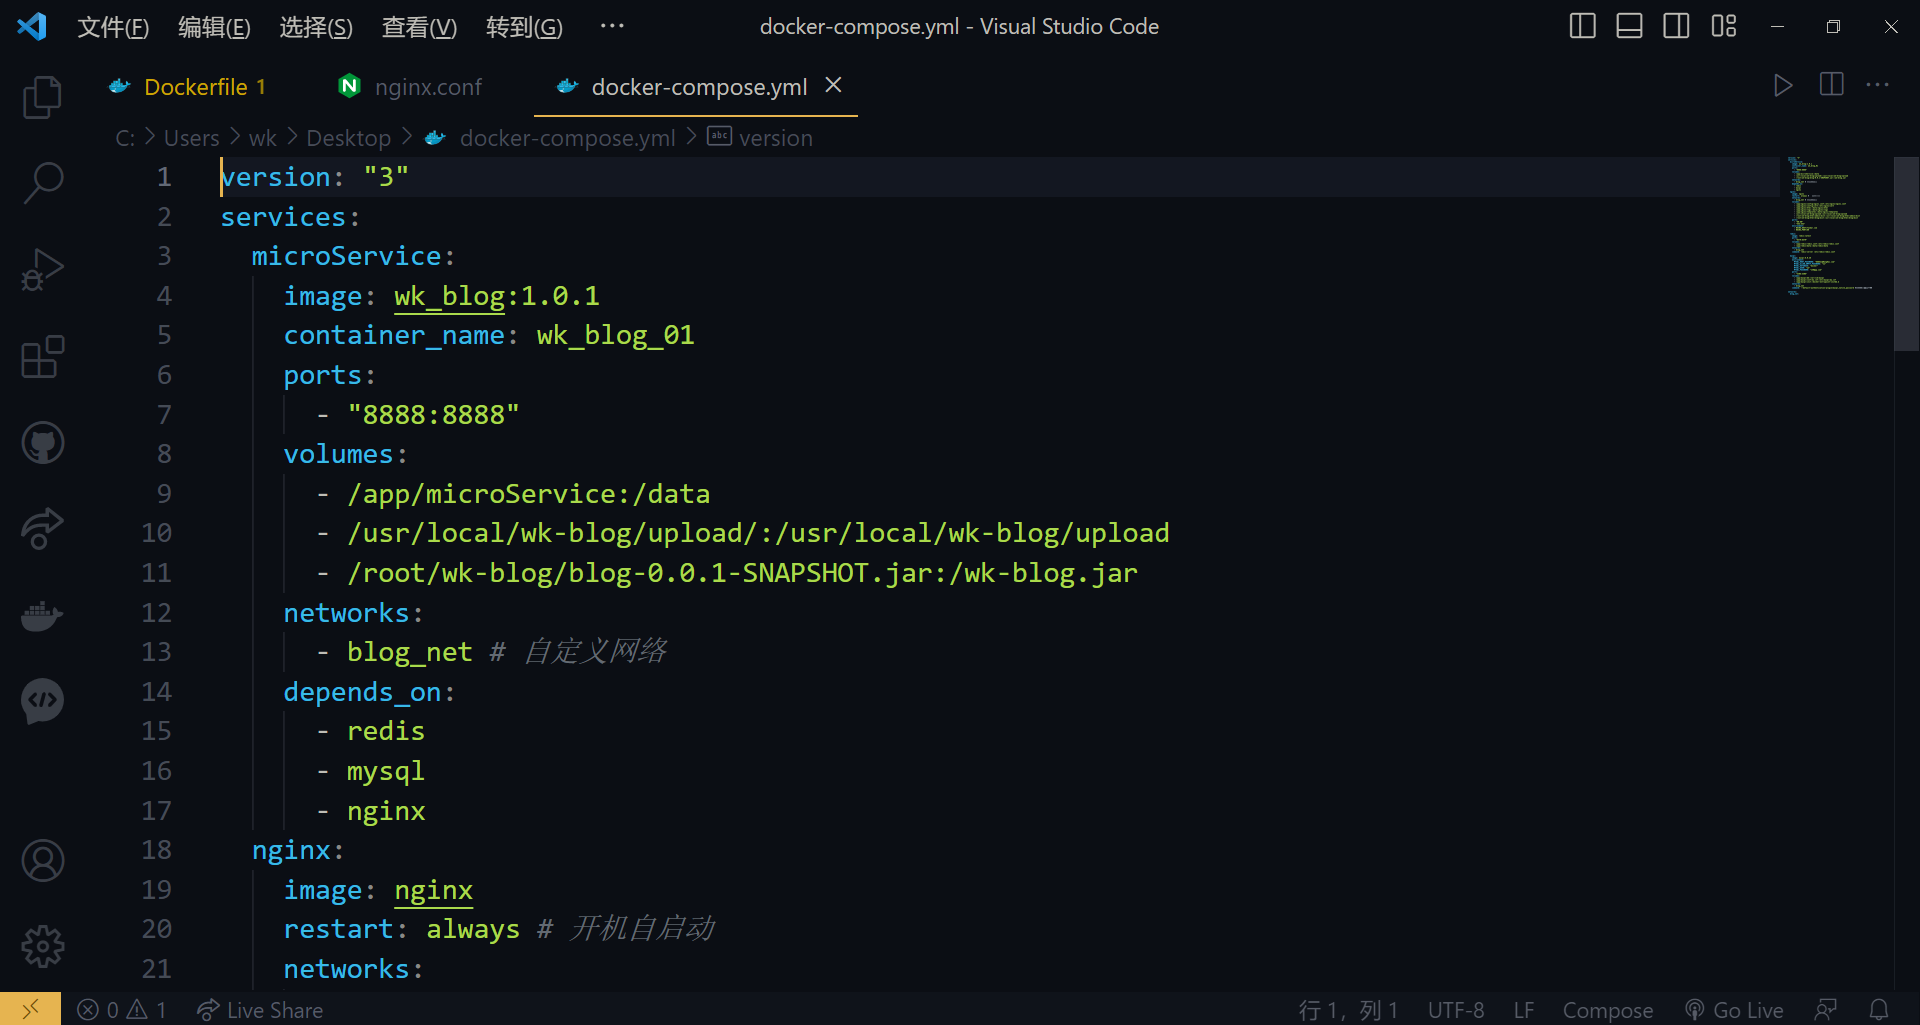 文件(F) 编辑(E) 选择(S) 查看(V) 转到(G) ··· docker-compose.yml - Visual Studio Code
Dockerfile 1 nginx.conf docker-compose.yml
C: > Users > wk > Desktop > docker-compose.yml > abc version
1 version: "3"
2 services:
3 microService:
4 image: wk_blog:1.0.1
5 container_name: wk_blog_01
6 ports:
7 - "8888:8888"
8 volumes:
9 - /app/microService:/data
10 - /usr/local/wk-blog/upload/:/usr/local/wk-blog/upload
11 - /root/wk-blog/blog-0.0.1-SNAPSHOT.jar:/wk-blog.jar
12 networks:
13 - blog_net # 自定义网络
14 depends_on:
15 - redis
16 - mysql
17 - nginx
18 nginx:
19 image: nginx
20 restart: always # 开机自启动
21 networks:
0 1 Live Share 行 1，列 1 UTF-8 LF Compose Go Live